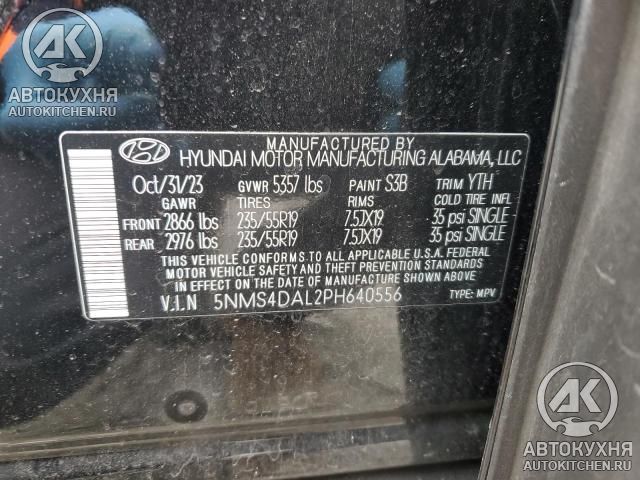 AK
АВТОКУХНЯ
AUTOKITCHEN.RU
MANUFACTURED BY
HYUNDAI MOTOR MANUFACTURING ALABAMA, LLC
Oct/31/23 GVWR 5357 lbs PAINT S3B TRIM YTH
GAWR TIRES RIMS COLD TIRE INFL
FRONT 2866 lbs 235/55R19 7.5JX19 35 psi SINGLE
REAR 2976 lbs 235/55R19 7.5JX19 35 psi SINGLE
THIS VEHICLE CONFORMS TO ALL APPLICABLE U.S.A. FEDERAL
MOTOR VEHICLE SAFETY, BUMPER, AND THEFT PREVENTION STANDARDS
IN EFFECT ON THE DATE OF MANUFACTURE SHOWN ABOVE.
V.I.N 5NMS4DAL2PH640556 TYPE: MPV
AK
АВТОКУХНЯ
AUTOKITCHEN.RU